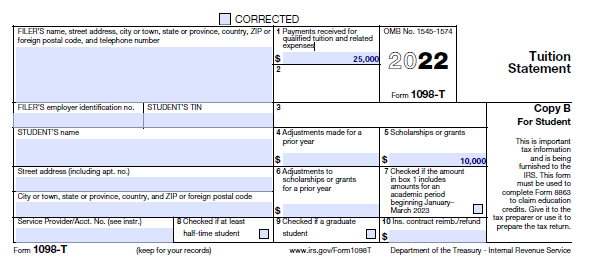 CORRECTED
FILER'S name, street address, city or town, state or province, country, ZIP or
foreign postal code, and telephone number
1 Payments received for
qualified tuition and related
expenses
$ 25,000
2
OMB No. 1545-1574
2022
Form 1098-T
Tuition
Statement
FILER'S employer identification no.
STUDENT'S TIN
3
Copy B
For Student
This is important
tax information
and is being
furnished to the
IRS. This form
must be used to
complete Form 8863
to claim education
credits. Give it to the
tax preparer or use it to
prepare the tax return.
STUDENT'S name
4 Adjustments made for a
prior year
$
5 Scholarships or grants
$ 10,000
Street address (including apt. no.)
6 Adjustments to
scholarships or grants
for a prior year
$
7 Checked if the amount
in box 1 includes
amounts for an
academic period
beginning January–
March 2023
City or town, state or province, country, and ZIP or foreign postal code
Service Provider/Acct. No. (see instr.)
8 Checked if at least
half-time student
9 Checked if a graduate
student
10 Ins. contract reimb./refund
$
Form 1098-T
(keep for your records)
www.irs.gov/Form1098T
Department of the Treasury - Internal Revenue Service